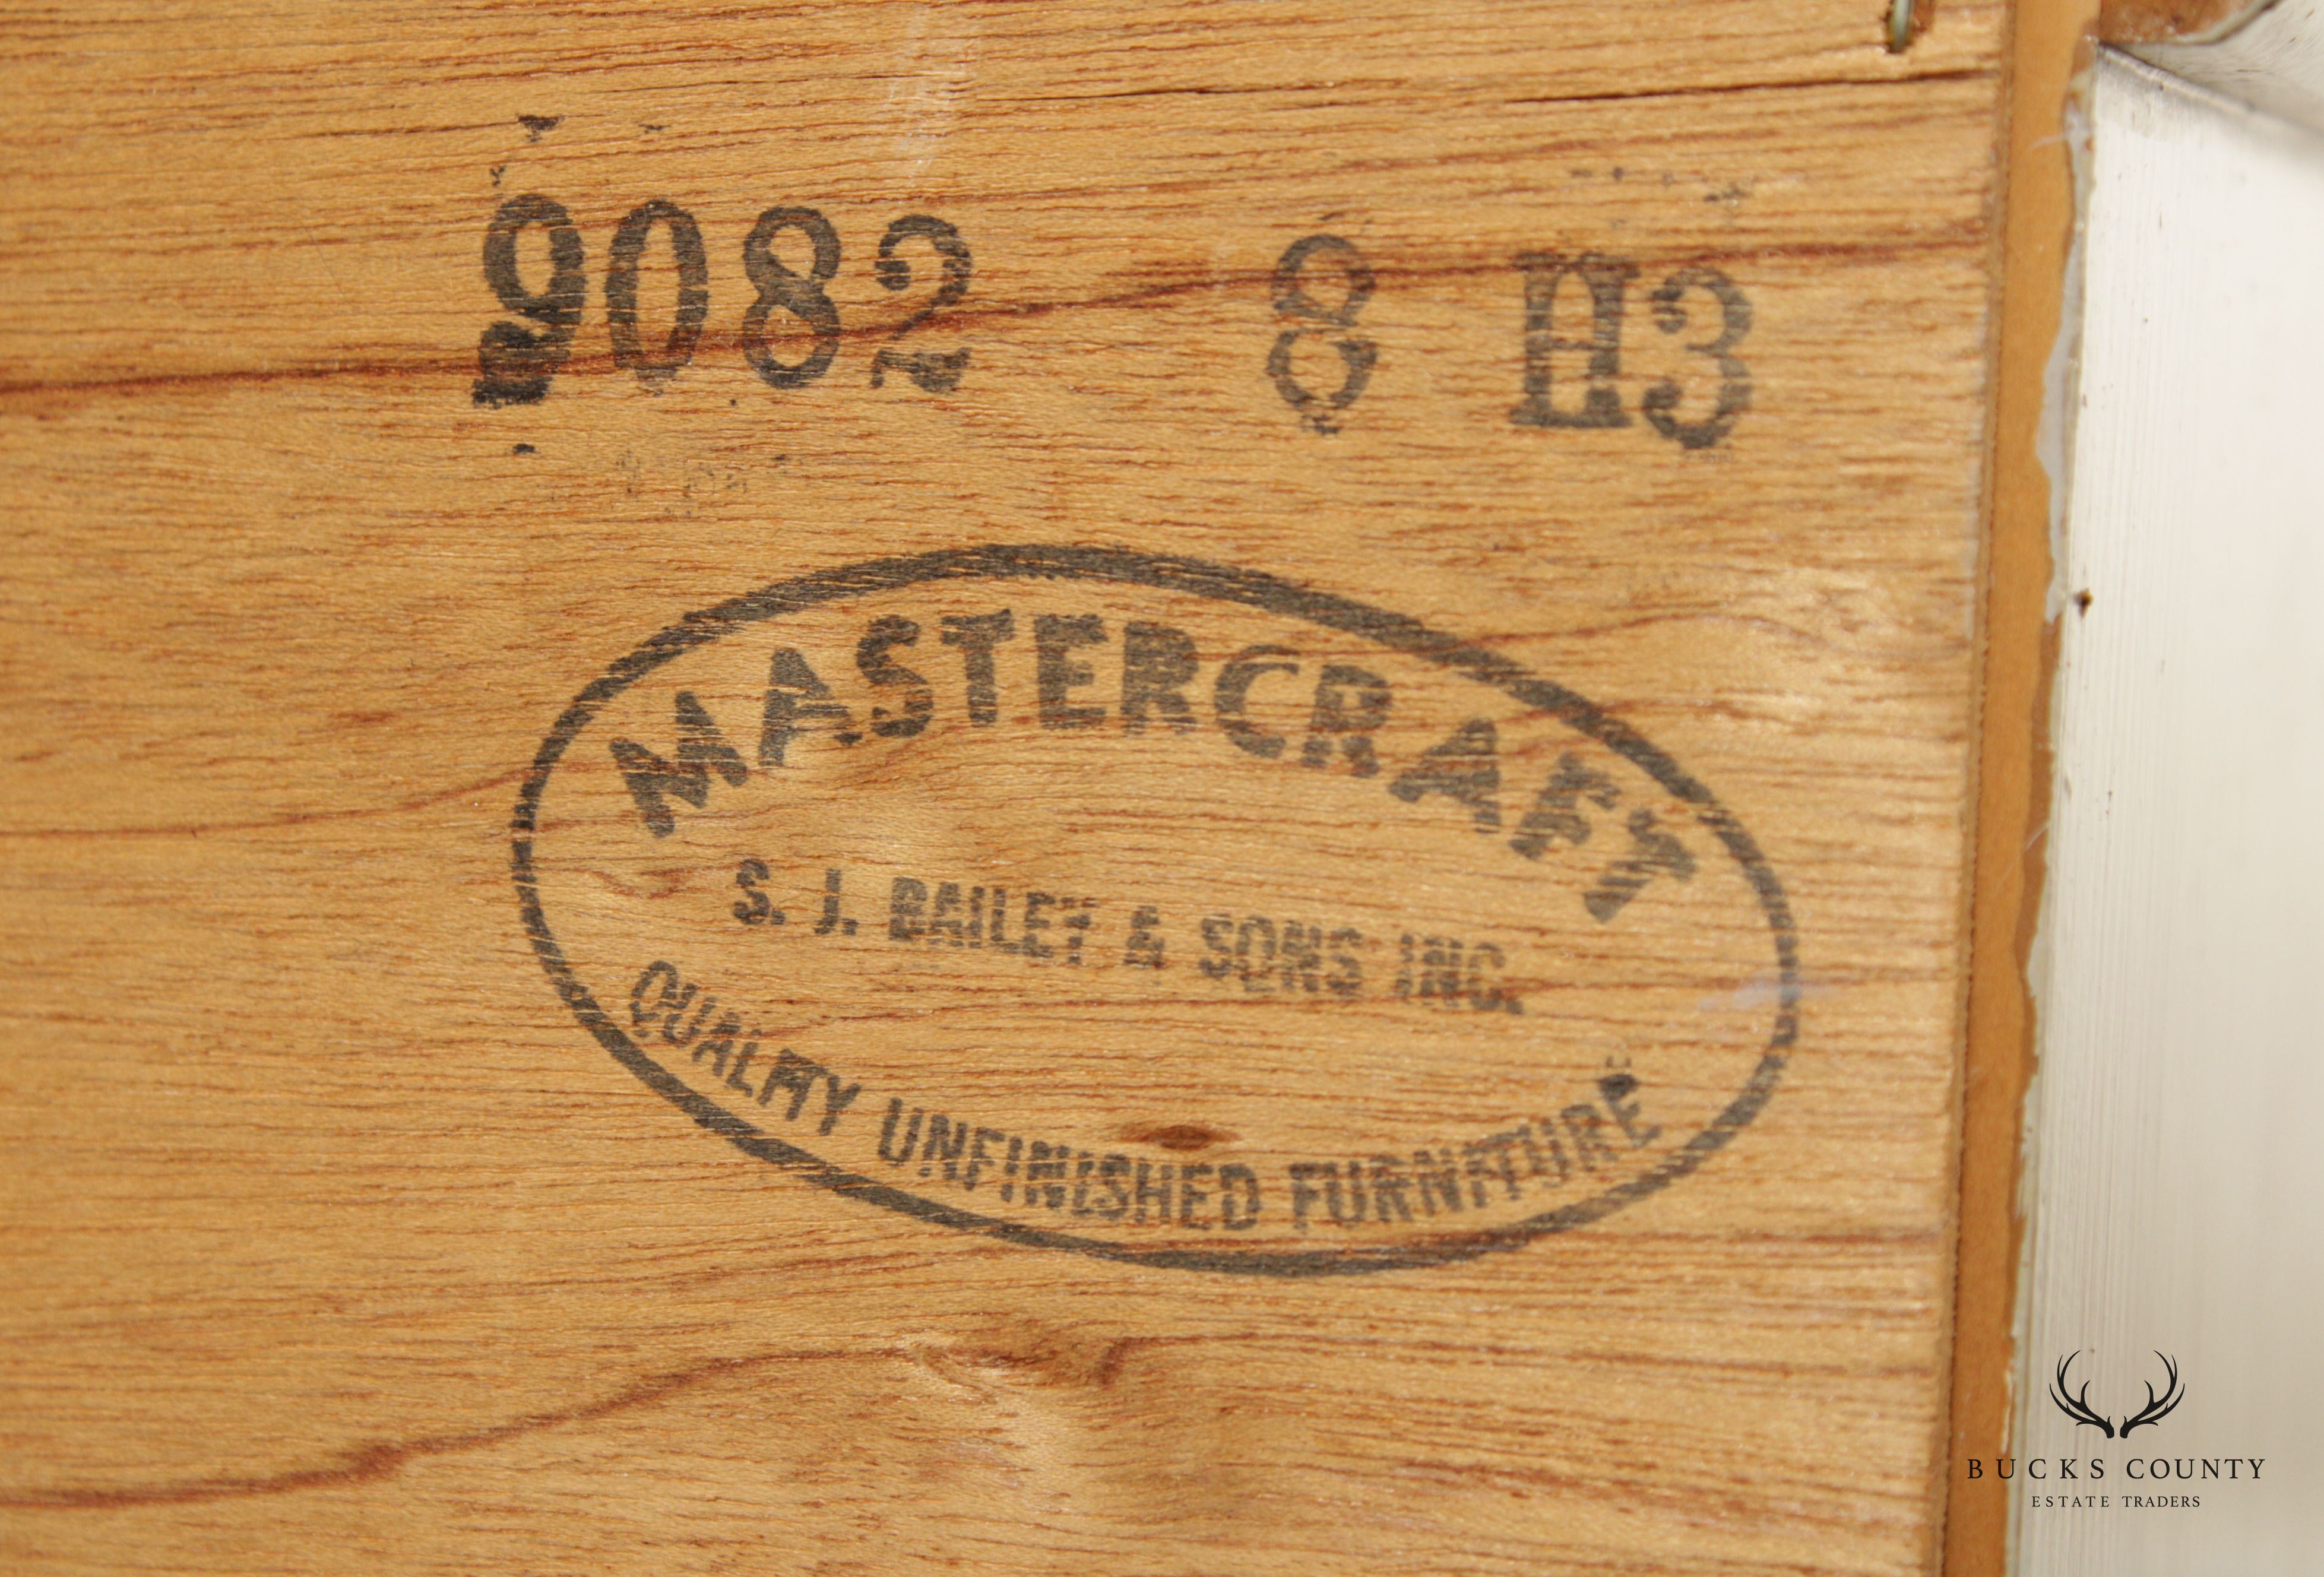 9082 8 H3
MASTERCRAFT
S. J. BAILEY & SONS INC.
QUALITY UNFINISHED FURNITURE
BUCKS COUNTY
ESTATE TRADERS